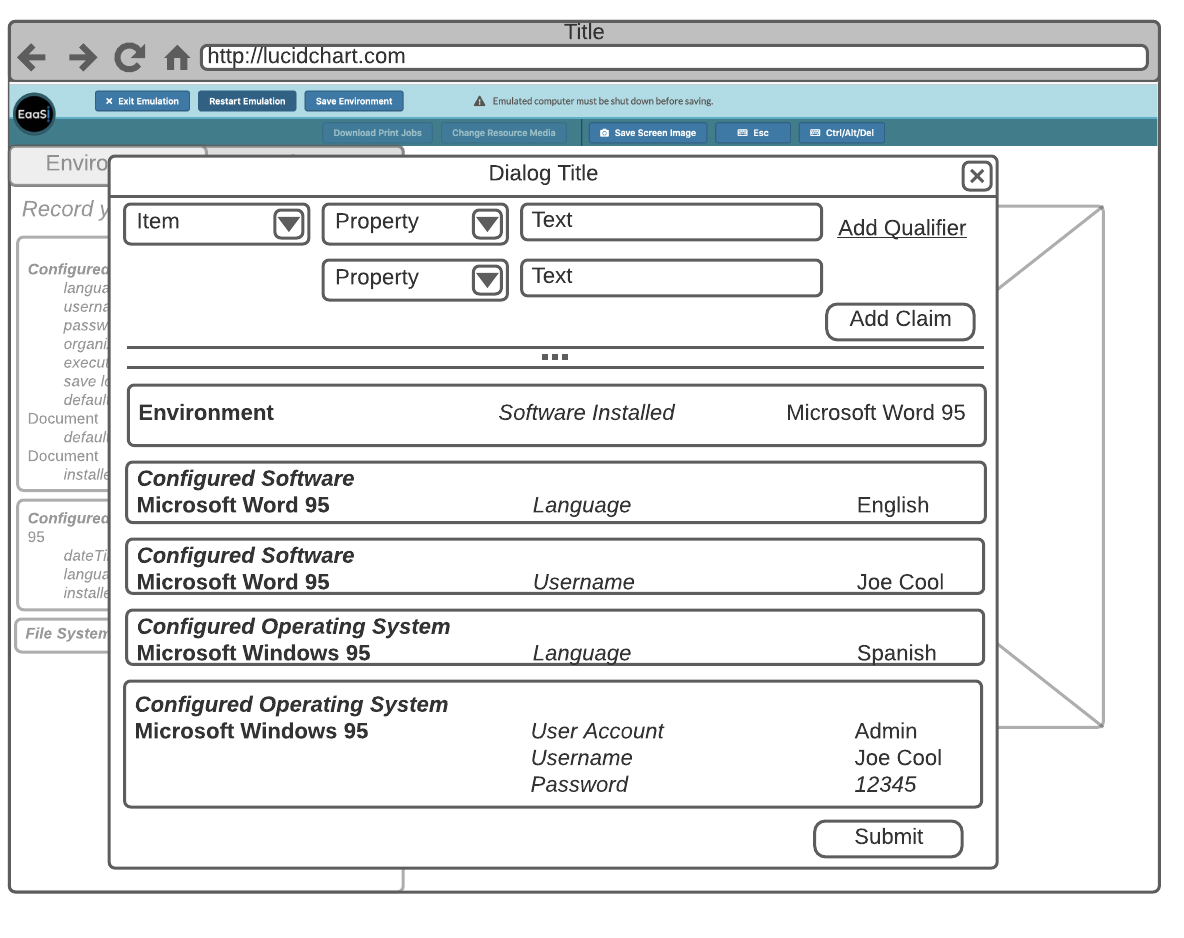 Title
http://lucidchart.com
EaaSI
Exit Emulation Restart Emulation Save Environment Emulated computer must be shut down before saving.
Download Print Jobs Change Resource Media Save Screen Image Esc Ctrl/Alt/Del
Dialog Title
Item Property Text Add Qualifier
Property Text
Add Claim
Environment Software Installed Microsoft Word 95
Configured Software
Microsoft Word 95 Language English
Configured Software
Microsoft Word 95 Username Joe Cool
Configured Operating System
Microsoft Windows 95 Language Spanish
Configured Operating System
Microsoft Windows 95 User Account Admin
Username Joe Cool
Password 12345
Submit
Enviro
Record y
Configured
langua
userna
passw
organi
execut
save lo
default
Document
default
Document
installe
Configured
95
dateTi
langua
installe
File System